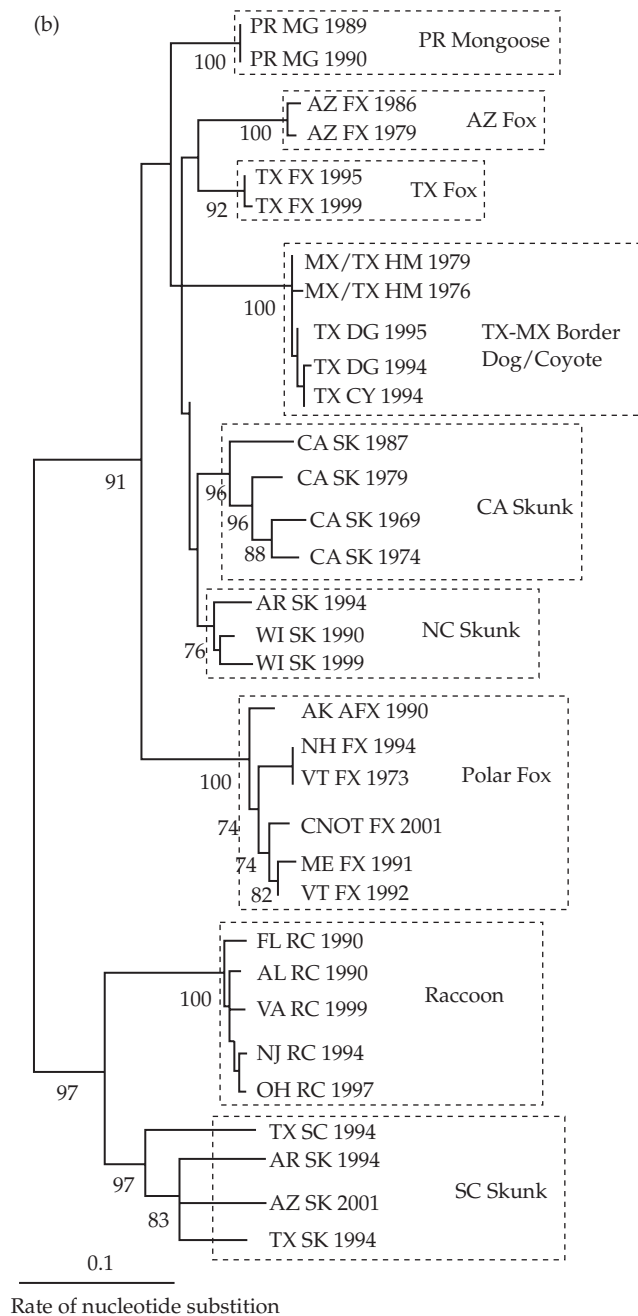 (b)
PR MG 1989
PR MG 1990
100
PR Mongoose
AZ FX 1986
AZ FX 1979
100
AZ Fox
TX FX 1995
TX FX 1999
92
TX Fox
MX/TX HM 1979
MX/TX HM 1976
100
TX DG 1995
TX DG 1994
TX CY 1994
TX-MX Border
Dog/Coyote
CA SK 1987
96
CA SK 1979
96
CA SK 1969
88
CA SK 1974
CA Skunk
91
AR SK 1994
WI SK 1990
76
WI SK 1999
NC Skunk
AK AFX 1990
NH FX 1994
100
VT FX 1973
74
CNOT FX 2001
74
ME FX 1991
82
VT FX 1992
Polar Fox
FL RC 1990
AL RC 1990
100
VA RC 1999
NJ RC 1994
OH RC 1997
Raccoon
97
TX SC 1994
AR SK 1994
97
AZ SK 2001
83
TX SK 1994
SC Skunk
0.1
Rate of nucleotide substition